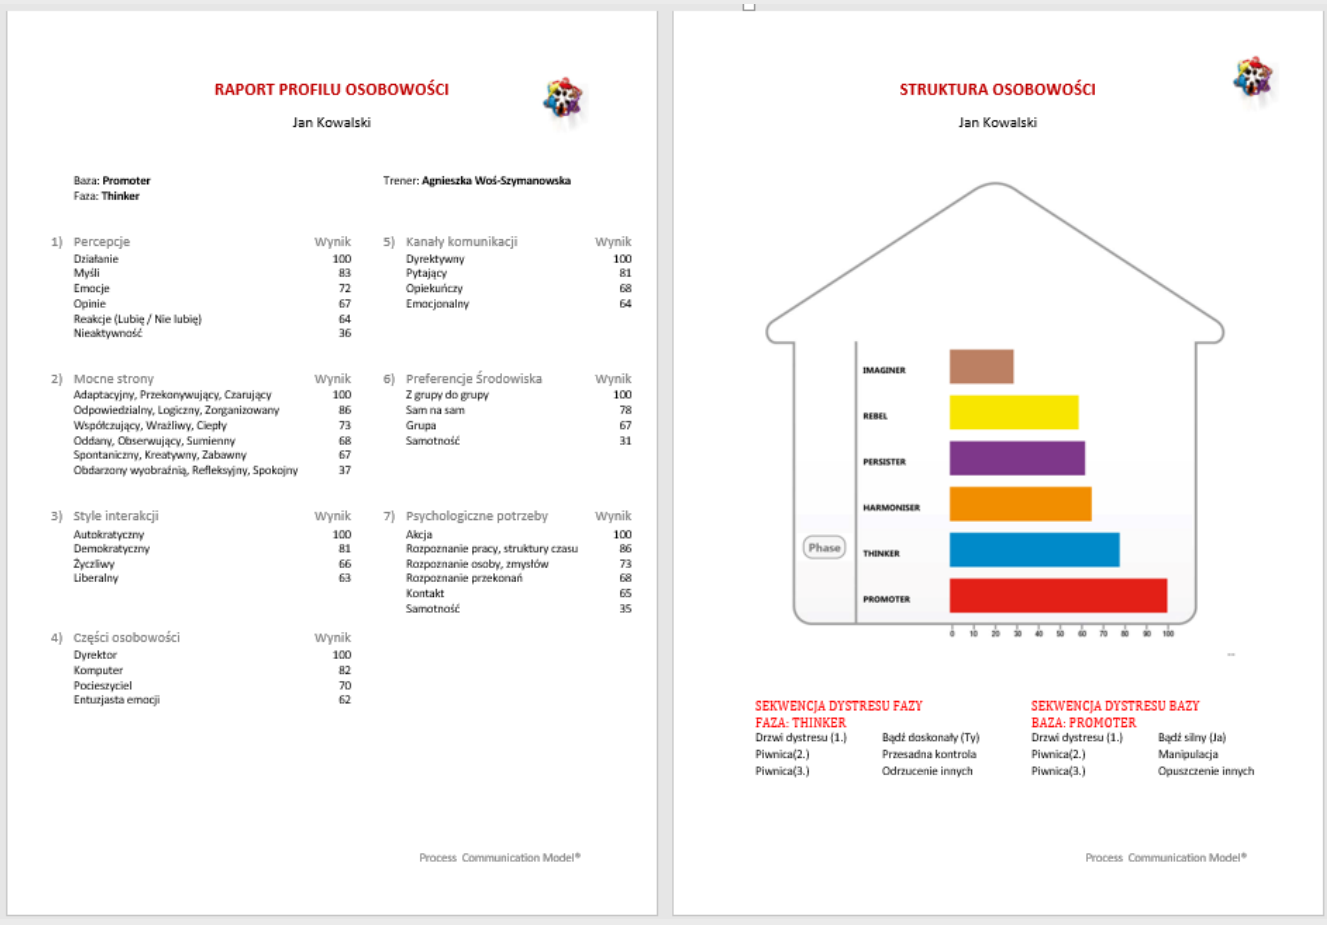 RAPORT PROFILU OSOBOWOŚCI
Jan Kowalski
Baza: Promoter
Faza: Thinker
Trener: Agnieszka Woś-Szymanowska
1) Percepcje Wynik
Działanie 100
Myśli 83
Emocje 72
Opinie 67
Reakcje (Lubię / Nie lubię) 64
Nieaktywność 36
2) Mocne strony Wynik
Adaptacyjny, Przekonywujący, Czarujący 100
Odpowiedzialny, Logiczny, Zorganizowany 86
Współczujący, Wrażliwy, Ciepły 73
Oddany, Obserwujący, Sumienny 68
Spontaniczny, Kreatywny, Zabawny 67
Obdarzony wyobraźnią, Refleksyjny, Spokojny 37
3) Style interakcji Wynik
Autokratyczny 100
Demokratyczny 81
Życzliwy 66
Liberalny 63
4) Części osobowości Wynik
Dyrektor 100
Komputer 82
Pocieszyciel 70
Entuzjasta emocji 62
5) Kanały komunikacji Wynik
Dyrektywny 100
Pytający 81
Opiekuńczy 68
Emocjonalny 64
6) Preferencje Środowiska Wynik
Z grupy do grupy 100
Sam na sam 78
Grupa 67
Samotność 31
7) Psychologiczne potrzeby Wynik
Akcja 100
Rozpoznanie pracy, struktury czasu 86
Rozpoznanie osoby, zmysłów 73
Rozpoznanie przekonań 68
Kontakt 65
Samotność 35
Process Communication Model®
STRUKTURA OSOBOWOŚCI
Jan Kowalski
IMAGINER
REBEL
PERSISTER
HARMONISER
Phase THINKER
PROMOTER
0 10 20 30 40 50 60 70 80 90 100
SEKWENCJA DYSTRESU FAZY
FAZA: THINKER
Drzwi dystresu (1.) Bądź doskonały (Ty)
Piwnica(2.) Przesadna kontrola
Piwnica(3.) Odrzucenie innych
SEKWENCJA DYSTRESU BAZY
BAZA: PROMOTER
Drzwi dystresu (1.) Bądź silny (Ja)
Piwnica(2.) Manipulacja
Piwnica(3.) Opuszczenie innych
Process Communication Model®